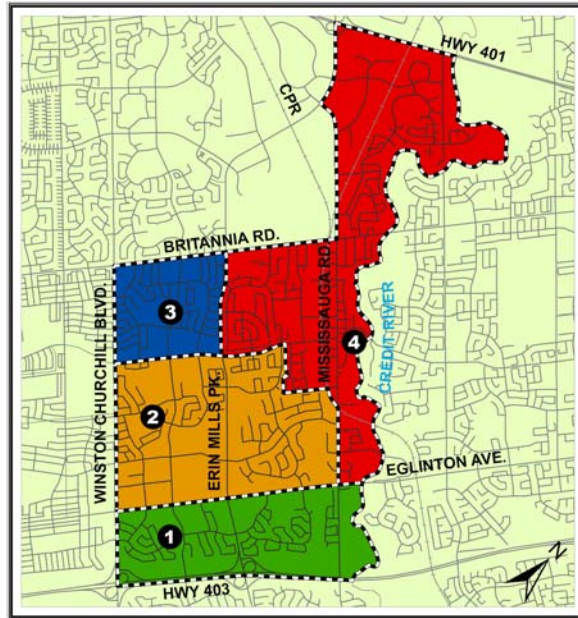 HWY 401
CPR
BRITANNIA RD.
WINSTON CHURCHILL BLVD.
3
MISSISSAUGA RD.
4
CREDIT RIVER
2
ERIN MILLS PK.
EGLINTON AVE.
1
HWY 403
N